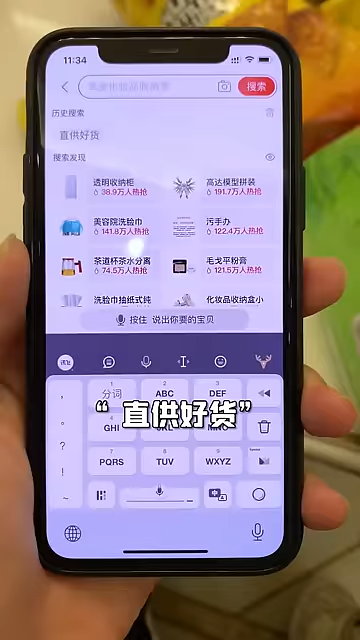 11:34
搜索
历史搜索
直供好货
搜索发现
透明收纳柜
38.9万人热抢
高达模型拼装
191.7万人热抢
美容院洗脸巾
141.8万人热抢
污手办
122.4万人热抢
茶道杯茶水分离
74.5万人热抢
毛戈平粉膏
121.5万人热抢
洗脸巾抽纸式纯
化妆品收纳盒小
按住 说出你要的宝贝
分词
ABC
DEF
“直供好货”
GHI
PQRS
TUV
WXYZ